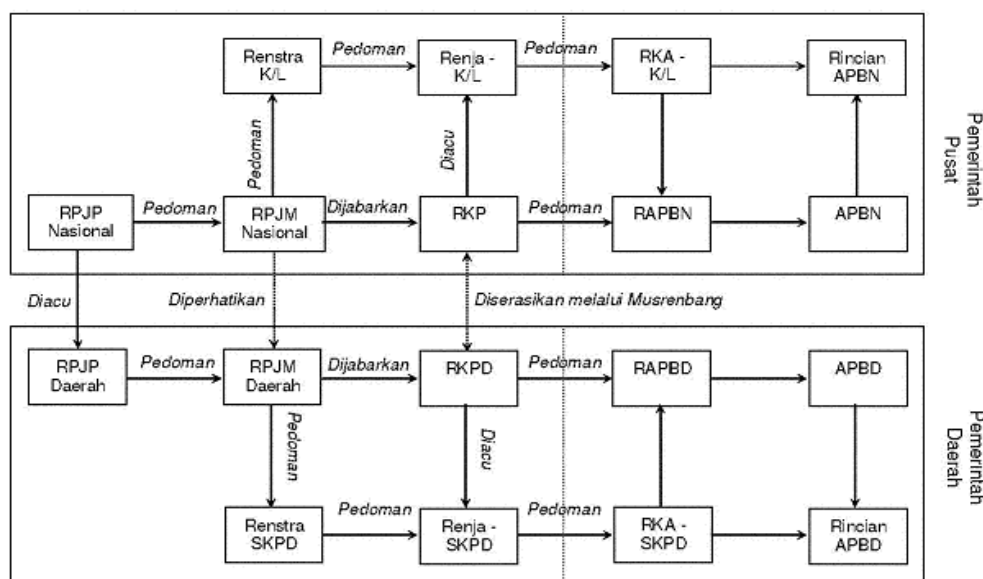 Renstra
K/L
Pedoman
Renja -
K/L
Pedoman
RKA -
K/L
Rincian
APBN
Pedoman
Diacu
RPJP
Nasional
Pedoman
RPJM
Nasional
Dijabarkan
RKP
Pedoman
RAPBN
APBN
Pemerintah
Pusat
Diacu
Diperhatikan
Diserasikan melalui Musrenbang
RPJP
Daerah
Pedoman
RPJM
Daerah
Dijabarkan
RKPD
Pedoman
RAPBD
APBD
Pedoman
Diacu
Renstra
SKPD
Pedoman
Renja -
SKPD
Pedoman
RKA -
SKPD
Rincian
APBD
Pemerintah
Daerah